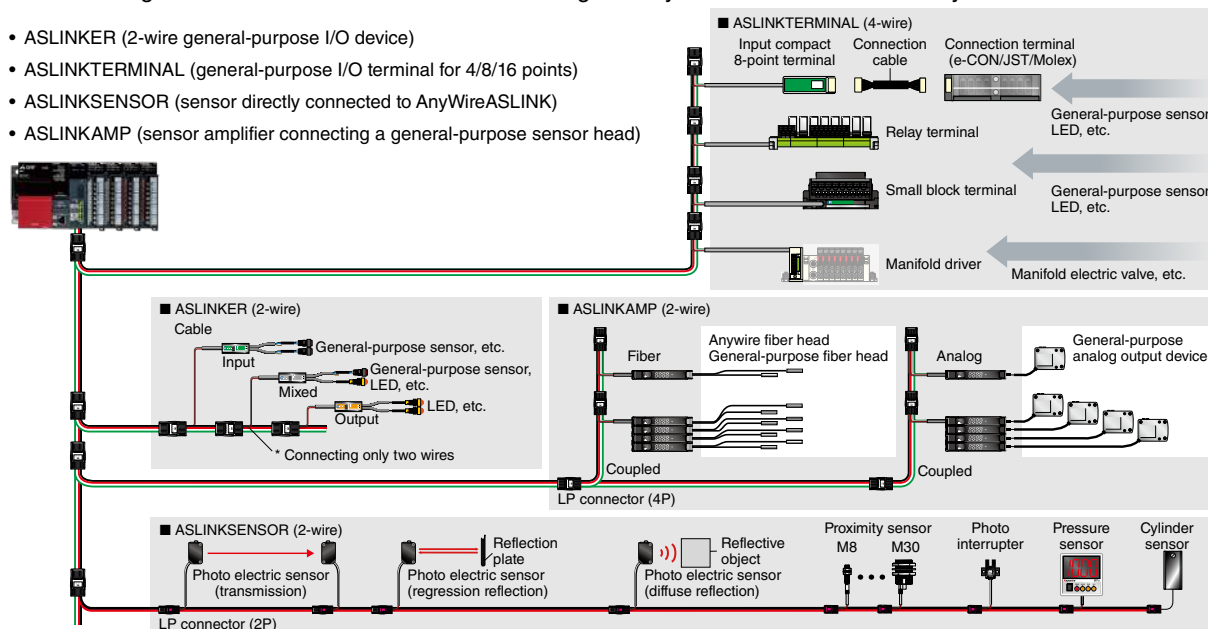 • ASLINKER (2-wire general-purpose I/O device)
• ASLINKTERMINAL (general-purpose I/O terminal for 4/8/16 points)
• ASLINKSENSOR (sensor directly connected to AnyWireASLINK)
• ASLINKAMP (sensor amplifier connecting a general-purpose sensor head)
■ ASLINKTERMINAL (4-wire)
Input compact
8-point terminal
Connection
cable
Connection terminal
(e-CON/JST/Molex)
General-purpose sensor
LED, etc.
Relay terminal
Small block terminal
General-purpose sensor
LED, etc.
Manifold driver
Manifold electric valve, etc.
■ ASLINKER (2-wire)
Cable
Input
General-purpose sensor, etc.
Mixed
General-purpose sensor,
LED, etc.
Output
LED, etc.
* Connecting only two wires
■ ASLINKAMP (2-wire)
Fiber
Anywire fiber head
General-purpose fiber head
Analog
General-purpose
analog output device
Coupled
Coupled
LP connector (4P)
■ ASLINKSENSOR (2-wire)
Photo electric sensor
(transmission)
Reflection
plate
Photo electric sensor
(regression reflection)
Reflective
object
Photo electric sensor
(diffuse reflection)
Proximity sensor
M8
M30
Photo
interrupter
Pressure
sensor
Cylinder
sensor
LP connector (2P)